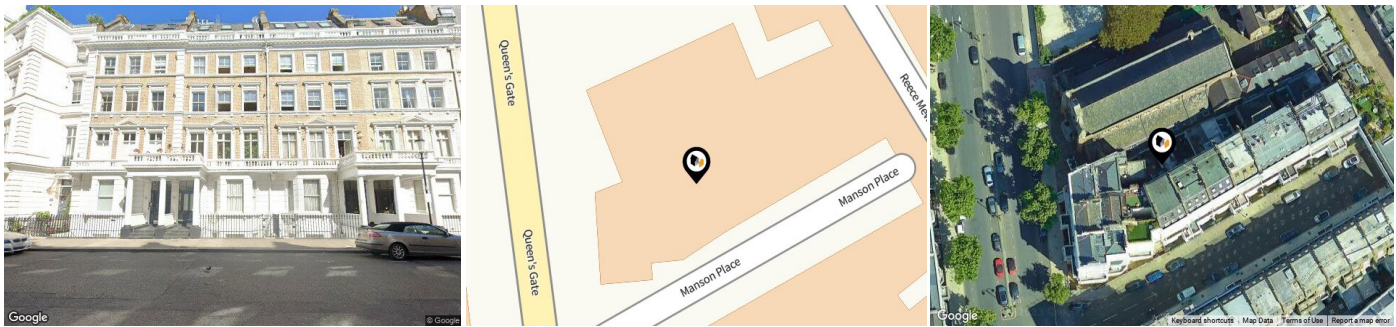 Queen's Gate
Queen's Gate
Reece Me
Manson Place
Manson Place
Google
© Google
Google
Keyboard shortcuts Map Data Terms of Use Report a map error